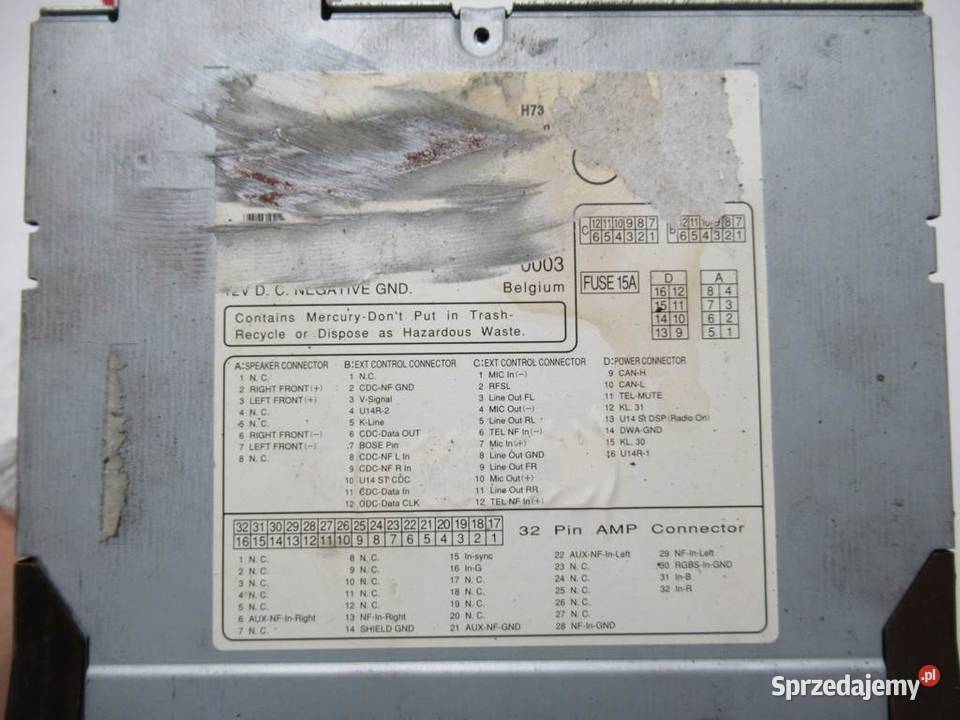 H73
C 12 11 10 9 8 7
6 5 4 3 2 1
12 11 10 9 8 7
6 5 4 3 2 1
0003
12V D. C. NEGATIVE GND.
Belgium
FUSE 15A
D
16 12
15 11
14 10
13 9
A
8 4
7 3
6 2
5 1
Contains Mercury-Don't Put in Trash-
Recycle or Dispose as Hazardous Waste.
A:SPEAKER CONNECTOR
1 N. C.
2 RIGHT FRONT(+)
3 LEFT FRONT(+)
4 N. C.
5 N. C.
6 RIGHT FRONT(-)
7 LEFT FRONT(-)
8 N. C.
B:EXT CONTROL CONNECTOR
1 N.C.
2 CDC-NF GND
3 V-Signal
4 U14R-2
5 K-Line
6 CDC-Data OUT
7 BOSE Pin
8 CDC-NF L In
9 CDC-NF R In
10 U14 ST CDC
11 CDC-Data In
12 CDC-Data CLK
C:EXT CONTROL CONNECTOR
1 MIC In(-)
2 RFSL
3 Line Out FL
4 MIC Out(-)
5 Line Out RL
6 TEL NF In(-)
7 Mic In(+)
8 Line Out GND
9 Line Out FR
10 Mic Out(+)
11 Line Out RR
12 TEL NF In(+)
D:POWER CONNECTOR
9 CAN-H
10 CAN-L
11 TEL-MUTE
12 KL. 31
13 U14 St DSP (Radio On)
14 DWA-GND
15 KL. 30
16 U14R-1
32 31 30 29 28 27 26 25 24 23 22 21 20 19 18 17
16 15 14 13 12 11 10 9 8 7 6 5 4 3 2 1
32 Pin AMP Connector
1 N. C.
2 N. C.
3 N. C.
4 N. C.
5 N. C.
6 AUX-NF-In-Right
7 N. C.
8 N. C.
9 N. C.
10 N. C.
11 N. C.
12 N. C.
13 NF-In-Right
14 SHIELD GND
15 In-sync
16 In-G
17 N. C.
18 N. C.
19 N. C.
20 N. C.
21 AUX-NF-GND
22 AUX-NF-In-Left
23 N. C.
24 N. C.
25 N. C.
26 N. C.
27 N. C.
28 NF-In-GND
29 NF-In-Left
30 RGBS-In-GND
31 In-B
32 In-R
Sprzedajemy.pl